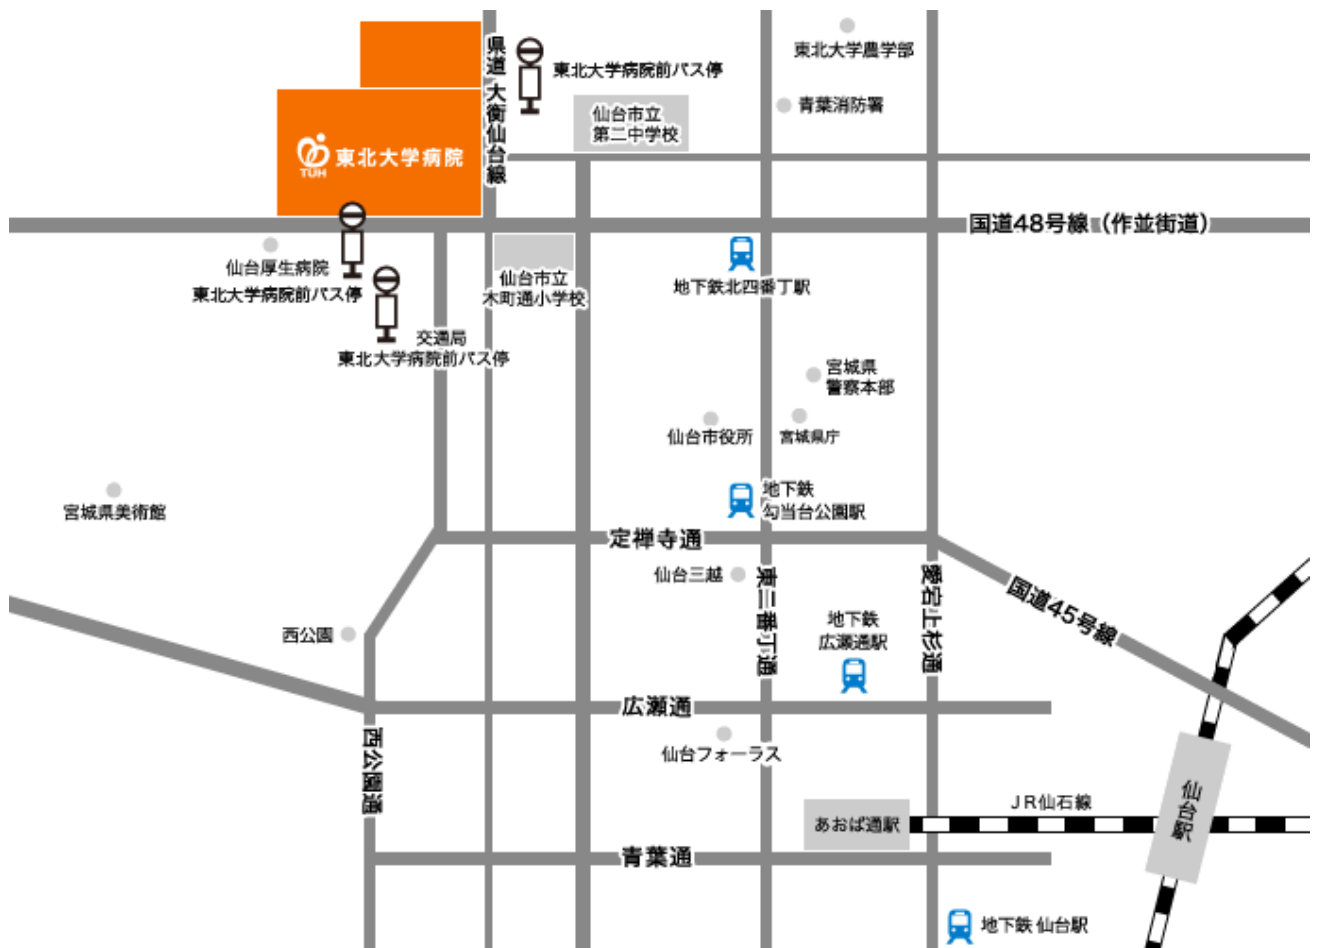 県道 大衡仙台線
東北大学病院前バス停
東北大学農学部
青葉消防署
仙台市立
第二中学校
東北大学病院
TUH
国道48号線（作並街道）
仙台厚生病院
東北大学病院前バス停
仙台市立
木町通小学校
地下鉄北四番丁駅
交通局
東北大学病院前バス停
宮城県
警察本部
仙台市役所
宮城県庁
宮城県美術館
地下鉄
勾当台公園駅
定禅寺通
仙台三越
東二番丁通
愛宕上杉通
国道45号線
地下鉄
広瀬通駅
西公園
広瀬通
西公園通
仙台フォーラス
JR仙石線
仙台駅
あおば通駅
青葉通
地下鉄 仙台駅